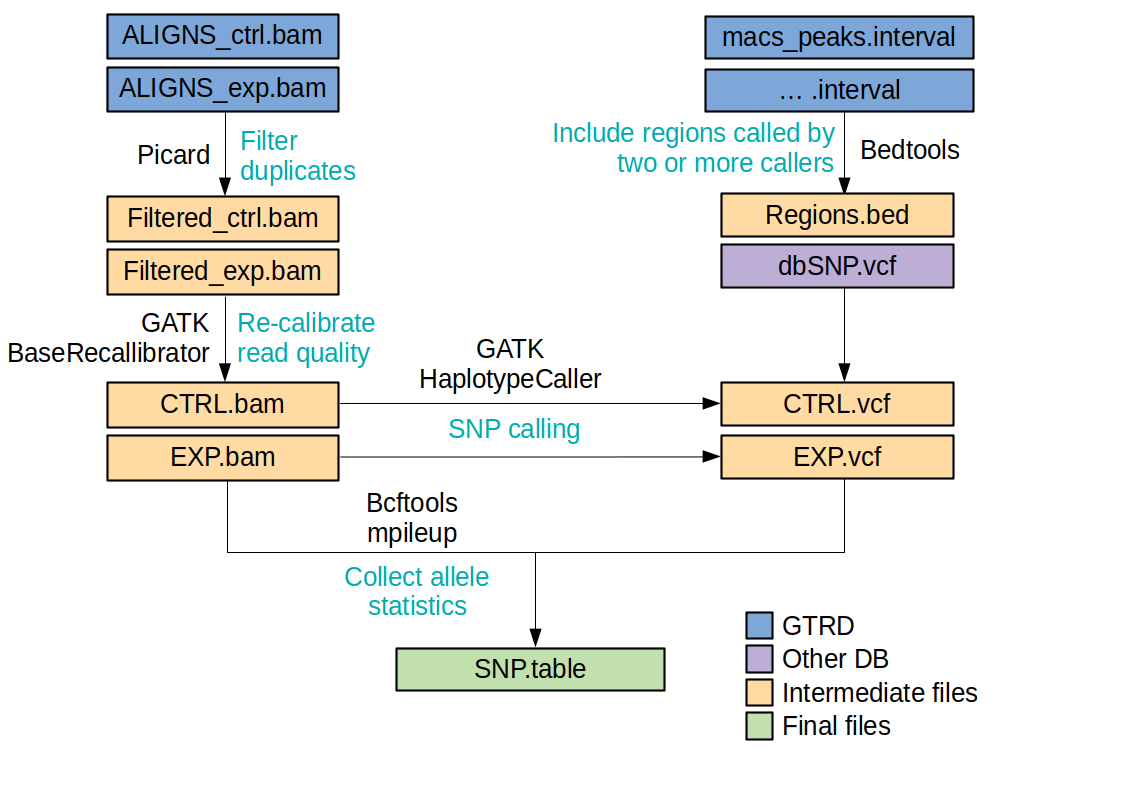 ALIGNS_ctrl.bam
ALIGNS_exp.bam
macs_peaks.interval
... .interval
Picard
Filter
duplicates
Include regions called by
two or more callers
Bedtools
Filtered_ctrl.bam
Filtered_exp.bam
Regions.bed
dbSNP.vcf
GATK
BaseRecallibrator
Re-calibrate
read quality
GATK
HaplotypeCaller
CTRL.bam
EXP.bam
SNP calling
CTRL.vcf
EXP.vcf
Bcftools
mpileup
Collect allele
statistics
SNP.table
GTRD
Other DB
Intermediate files
Final files